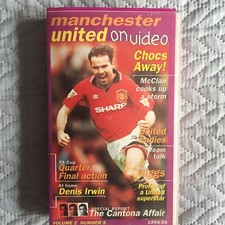 manchester
united on video
Chocs
Away!
McClair
cooks up
a storm
SHARP
United
Ladies
Team
talk
FA Cup
Quarter
Final action
Giggs
Profile of
a United
superstar
At home
Denis Irwin
SPECIAL REPORT:
The Cantona Affair
VOLUME 2 NUMBER 5
1994/95